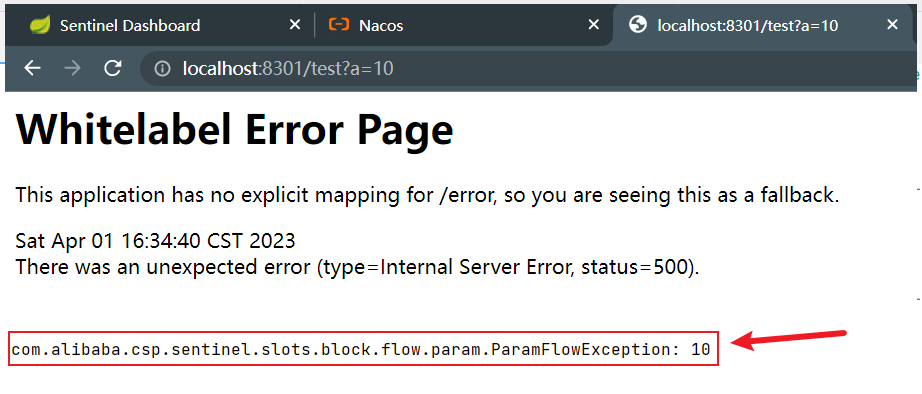 Sentinel Dashboard
Nacos
localhost:8301/test?a=10
localhost:8301/test?a=10
Whitelabel Error Page
This application has no explicit mapping for /error, so you are seeing this as a fallback.
Sat Apr 01 16:34:40 CST 2023
There was an unexpected error (type=Internal Server Error, status=500).
com.alibaba.csp.sentinel.slots.block.flow.param.ParamFlowException: 10